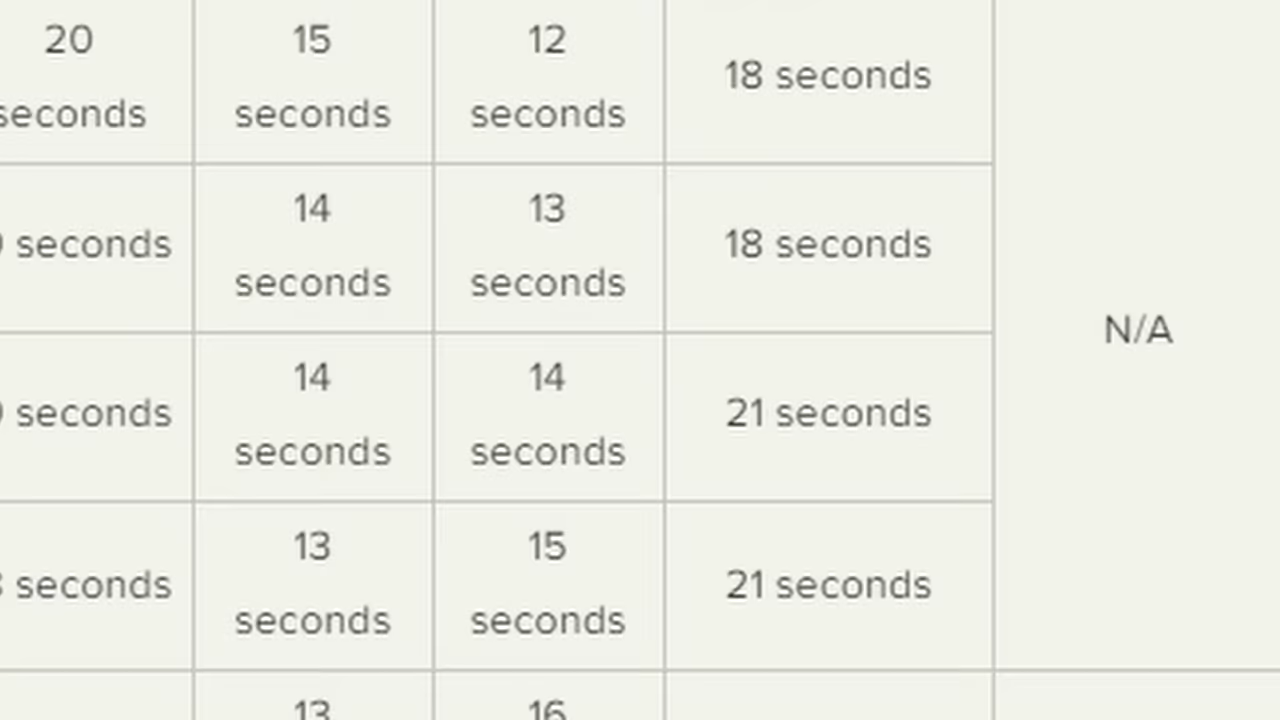 20 seconds
15 seconds
12 seconds
18 seconds
seconds
14 seconds
13 seconds
18 seconds
N/A
seconds
14 seconds
14 seconds
21 seconds
seconds
13 seconds
15 seconds
21 seconds
13
16